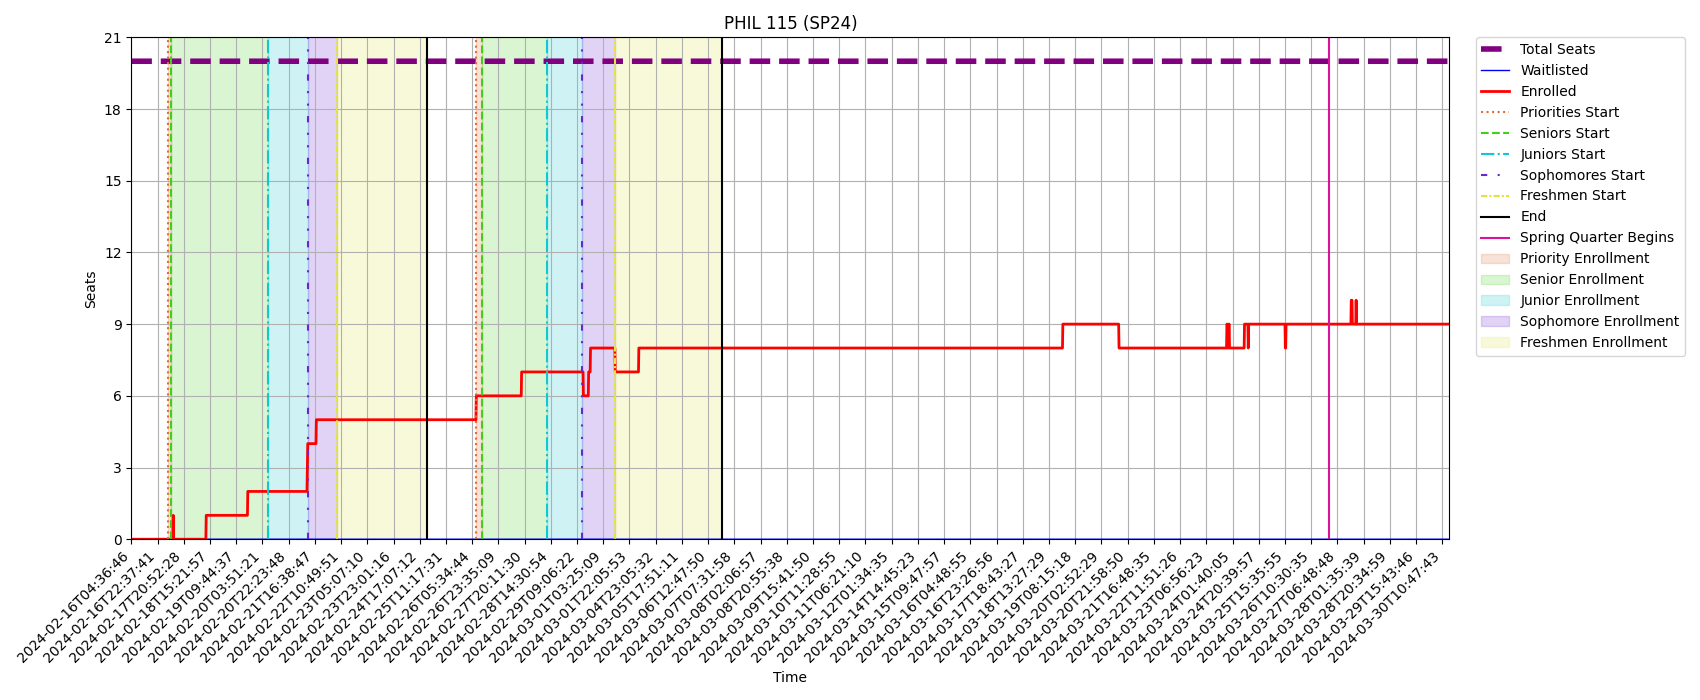 PHIL 115 (SP24)
Seats
21
18
15
12
9
6
3
0
2024-02-16T04:36:46
2024-02-16T22:37:41
2024-02-17T20:52:28
2024-02-18T15:21:57
2024-02-19T09:44:37
2024-02-20T03:51:21
2024-02-20T22:23:48
2024-02-21T16:38:47
2024-02-22T10:49:51
2024-02-23T05:07:10
2024-02-23T23:01:16
2024-02-24T17:07:12
2024-02-25T11:17:31
2024-02-26T05:34:44
2024-02-26T23:35:09
2024-02-27T20:11:30
2024-02-28T14:30:54
2024-02-29T09:06:22
2024-03-01T03:25:09
2024-03-01T22:05:53
2024-03-04T23:05:32
2024-03-05T17:51:11
2024-03-06T12:47:50
2024-03-07T07:31:58
2024-03-08T02:06:57
2024-03-08T20:55:38
2024-03-09T15:41:50
2024-03-10T11:28:55
2024-03-11T06:21:10
2024-03-12T01:34:35
2024-03-14T14:45:23
2024-03-15T09:47:57
2024-03-16T04:48:55
2024-03-16T23:26:56
2024-03-17T18:43:27
2024-03-18T13:27:29
2024-03-19T08:15:18
2024-03-20T02:52:29
2024-03-20T21:58:50
2024-03-21T16:48:35
2024-03-22T11:51:26
2024-03-23T06:56:23
2024-03-24T01:40:05
2024-03-24T20:39:57
2024-03-25T15:35:55
2024-03-26T10:30:35
2024-03-27T06:48:48
2024-03-28T01:35:39
2024-03-28T20:34:59
2024-03-29T15:43:46
2024-03-30T10:47:43
Time
Total Seats
Waitlisted
Enrolled
Priorities Start
Seniors Start
Juniors Start
Sophomores Start
Freshmen Start
End
Spring Quarter Begins
Priority Enrollment
Senior Enrollment
Junior Enrollment
Sophomore Enrollment
Freshmen Enrollment